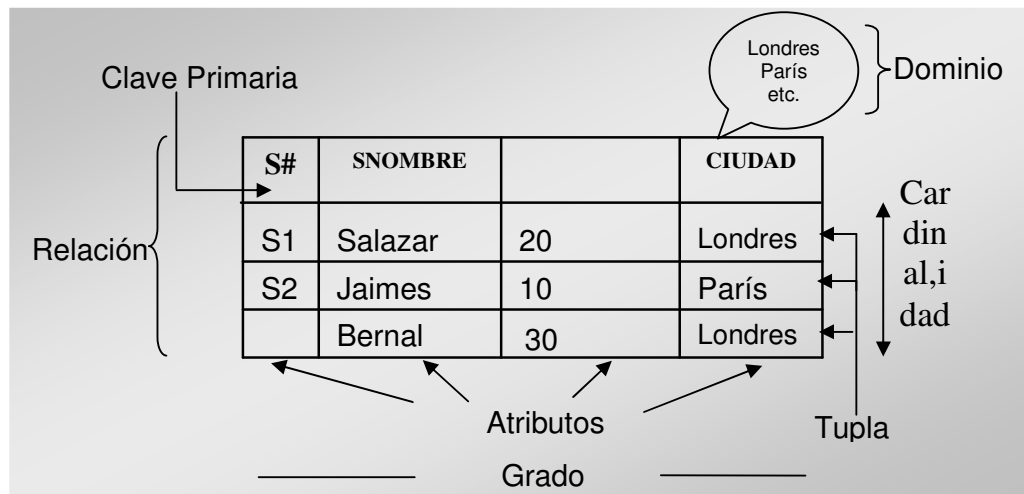 Londres
París
etc.
Dominio
Clave Primaria
S# SNOMBRE CIUDAD
Relación
S1 Salazar 20 Londres
S2 Jaimes 10 París
Bernal 30 Londres
Car
din
al,i
dad
Atributos
Tupla
Grado